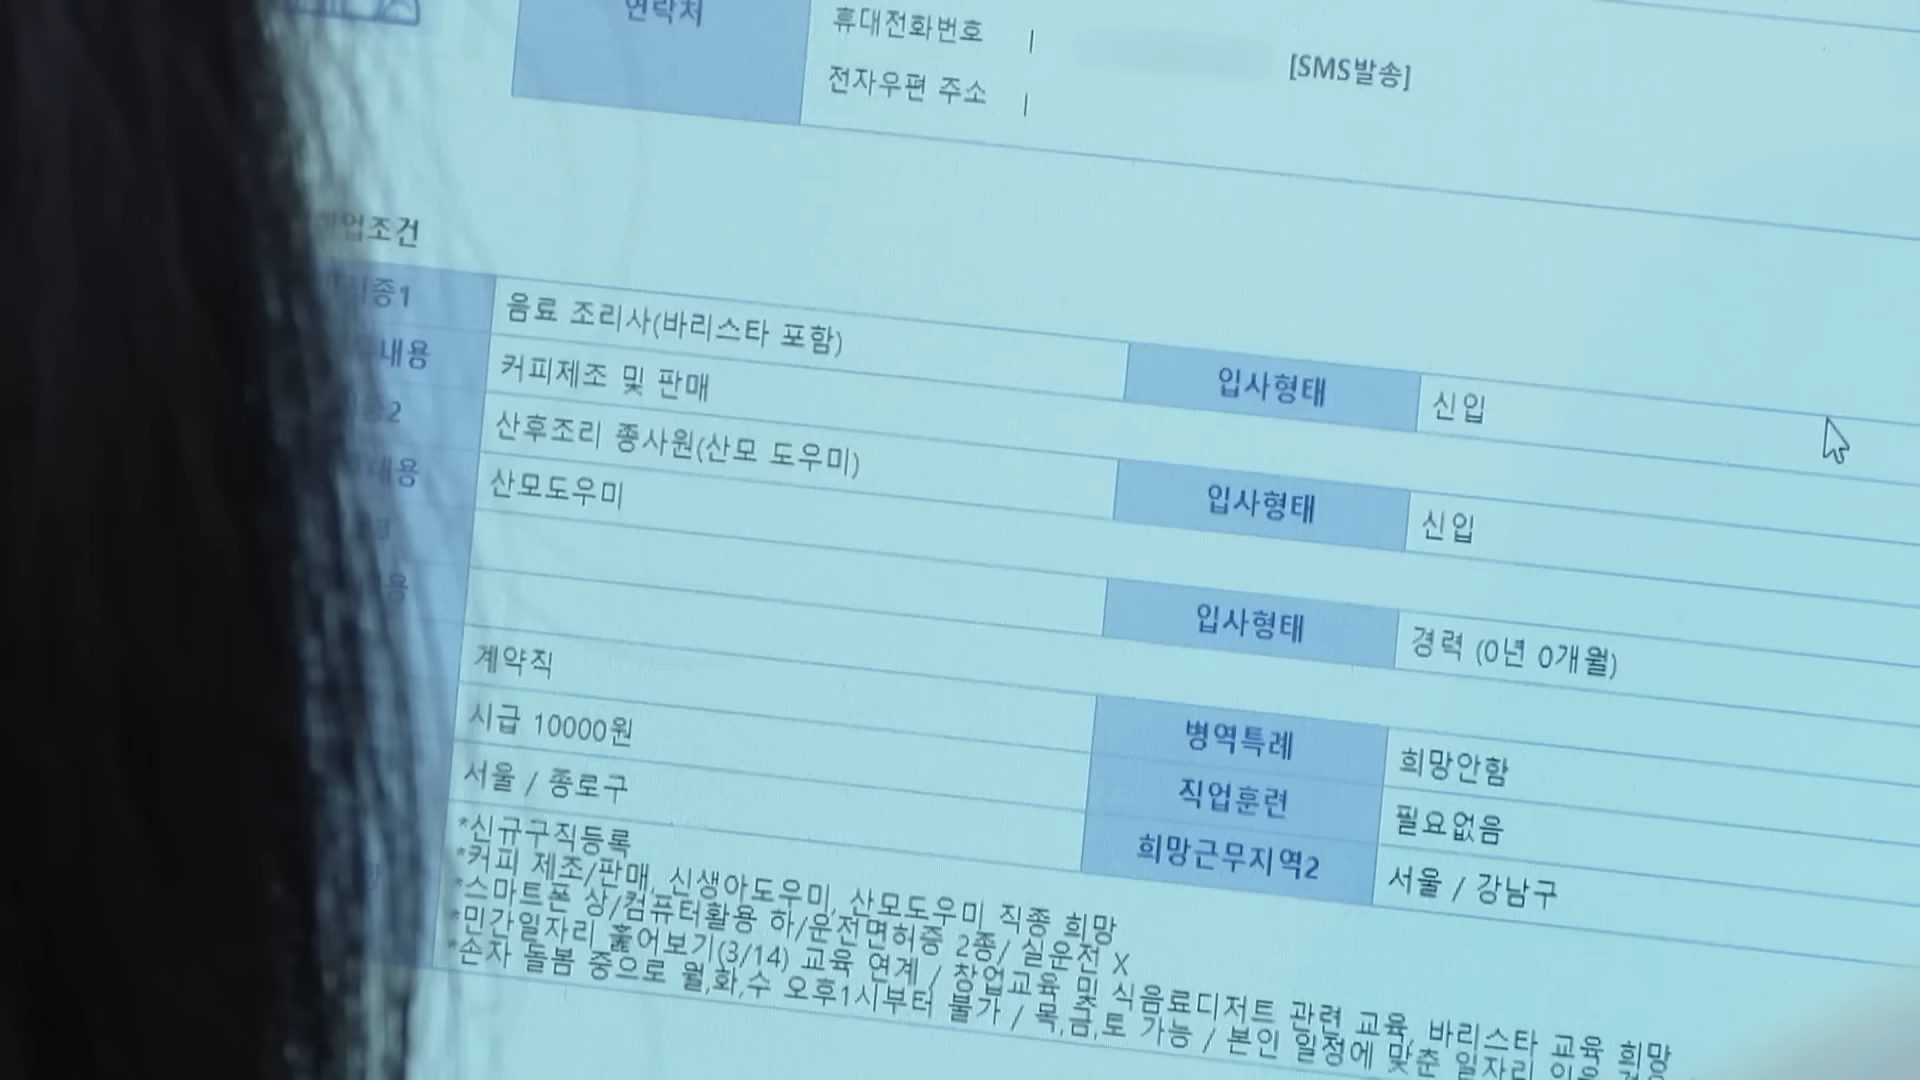 연락처
휴대전화번호 |
[SMS발송]
전자우편 주소 |
업조건
종1
음료 조리사(바리스타 포함)
입사형태
신입
내용
커피제조 및 판매
2
산후조리 종사원(산모 도우미)
입사형태
신입
내용
산모도우미
입사형태
경력 (0년 0개월)
용
계약직
병역특례
희망안함
시급 10000원
직업훈련
필요없음
서울 / 종로구
희망근무지역2
서울 / 강남구
*신규구직등록
*커피 제조/판매, 신생아도우미, 산모도우미 직종 희망
*스마트폰 상/컴퓨터활용 하/운전면허증 2종/ 실운전 X
*민간일자리 훑어보기(3/14) 교육 연계 / 창업교육 및 식음료디저트 관련 교육, 바리스타 교육 희망
*손자 돌봄 중으로 월,화,수 오후1시부터 불가 / 목,금,토 가능 / 본인 일정에 맞춘 일자리